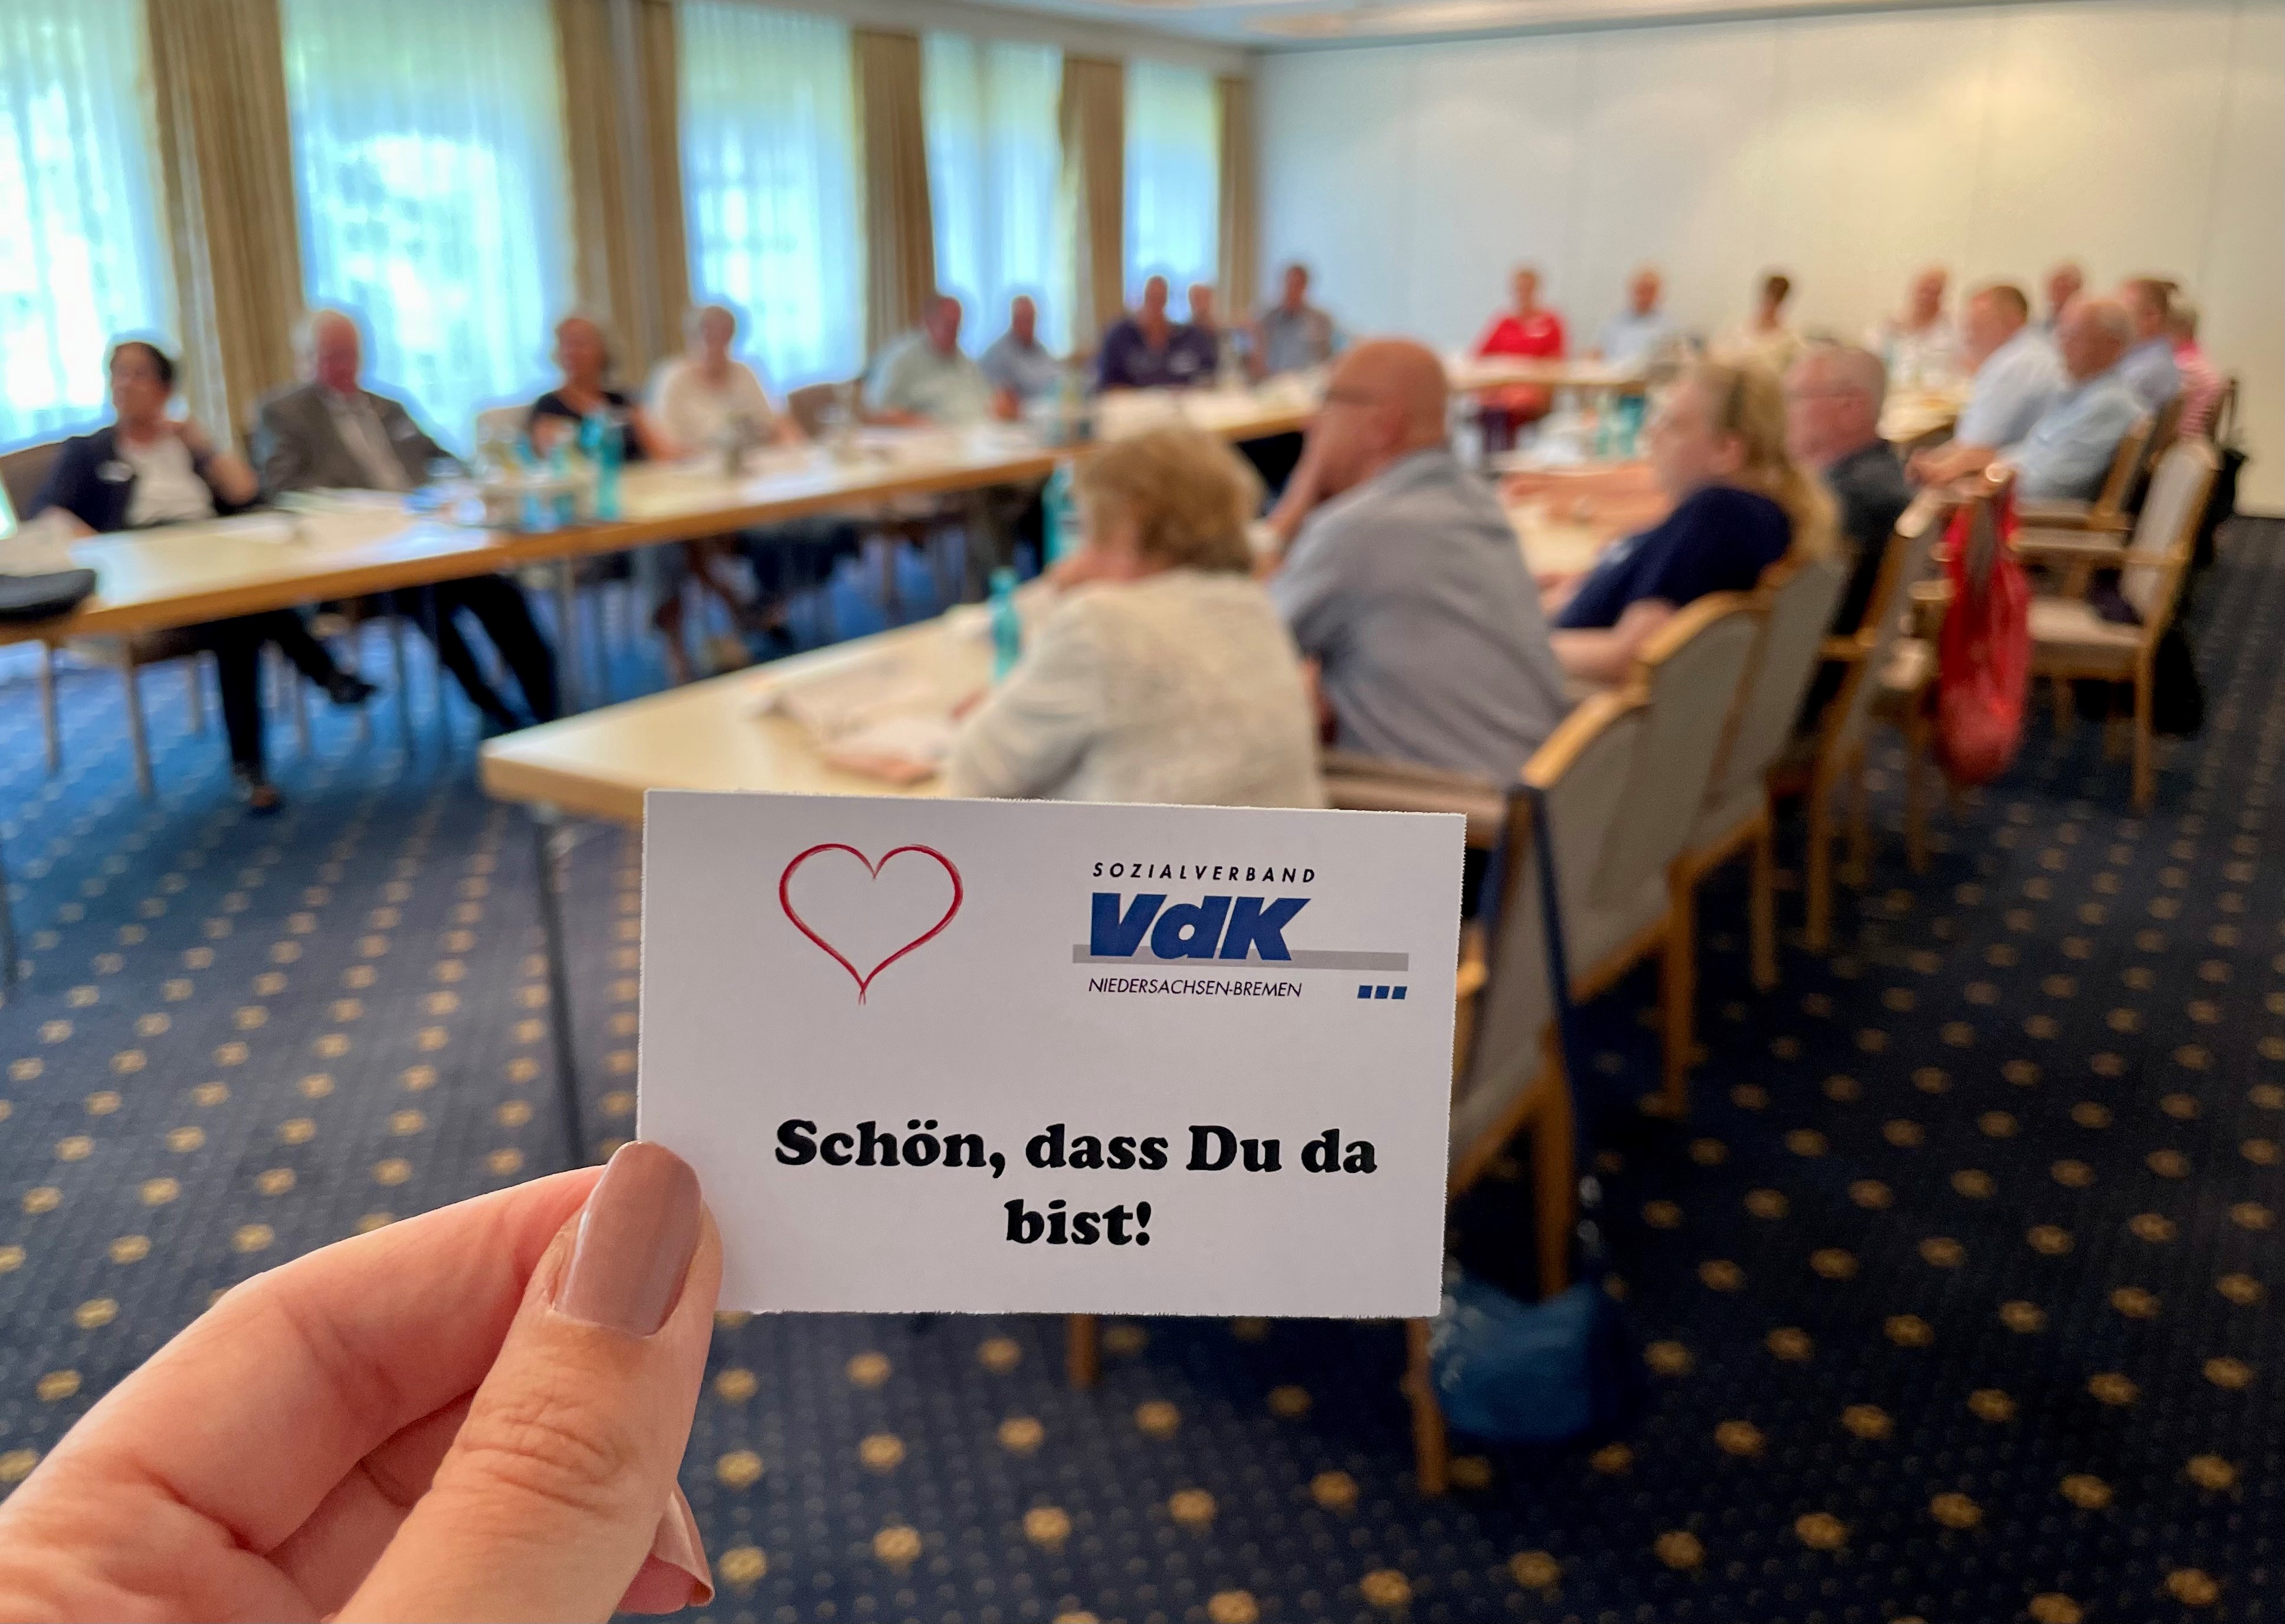 SOZIALVERBAND
VdK
NIEDERSACHSEN-BREMEN
Schön, dass Du da
bist!